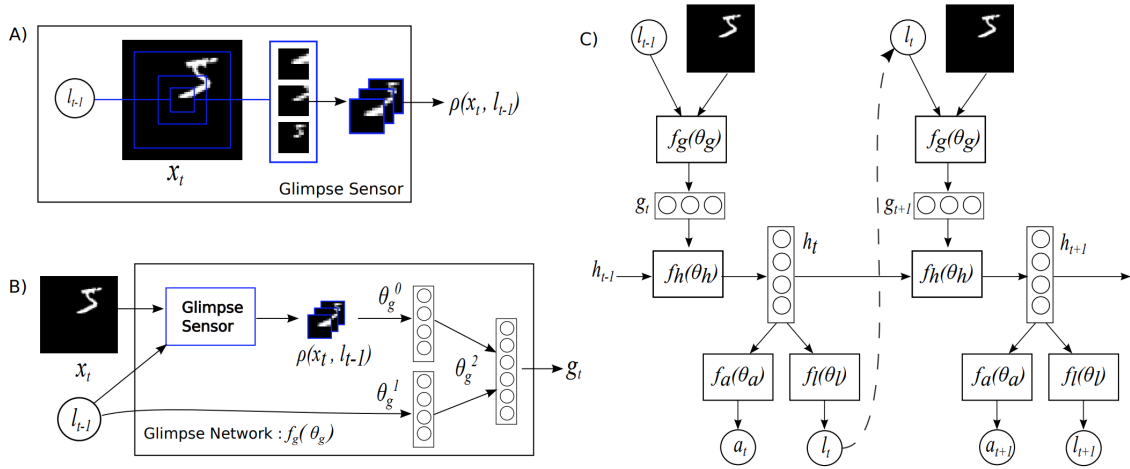 A)
l_{t-1}
x_t
ρ(x_t, l_{t-1})
Glimpse Sensor
B)
x_t
l_{t-1}
Glimpse
Sensor
ρ(x_t, l_{t-1})
θ_g^0
θ_g^1
θ_g^2
g_t
Glimpse Network : f_g(θ_g)
C)
l_{t-1}
l_t
f_g(θ_g)
f_g(θ_g)
g_t
g_{t+1}
h_{t-1}
f_h(θ_h)
h_t
f_h(θ_h)
h_{t+1}
f_a(θ_a)
f_l(θ_l)
f_a(θ_a)
f_l(θ_l)
a_t
l_t
a_{t+1}
l_{t+1}